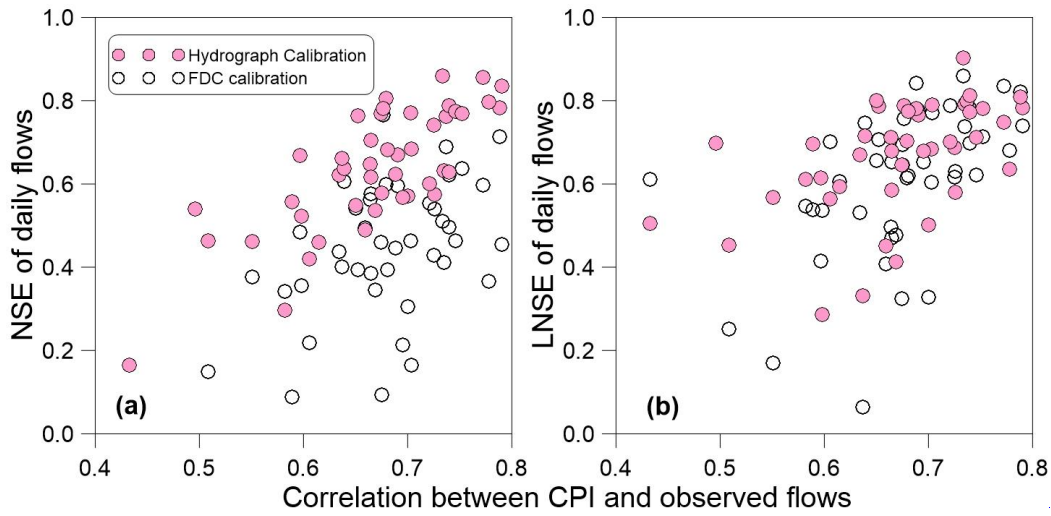 1.0
0.8
0.6
0.4
0.2
0.0
NSE of daily flows
Hydrograph Calibration
FDC calibration
(a)
0.4 0.5 0.6 0.7 0.8
1.0
0.8
0.6
0.4
0.2
0.0
LNSE of daily flows
(b)
0.4 0.5 0.6 0.7 0.8
Correlation between CPI and observed flows